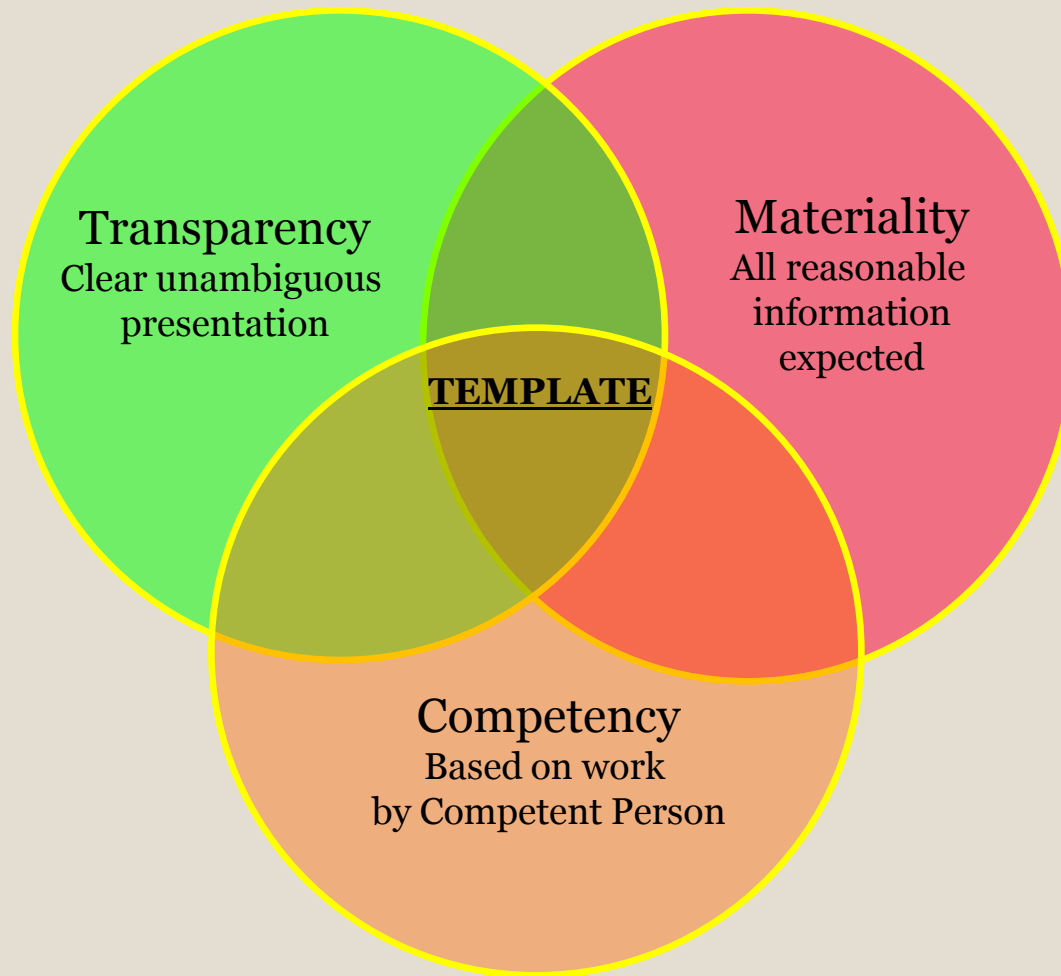 Transparency
Clear unambiguous
presentation
Materiality
All reasonable
information
expected
TEMPLATE
Competency
Based on work
by Competent Person